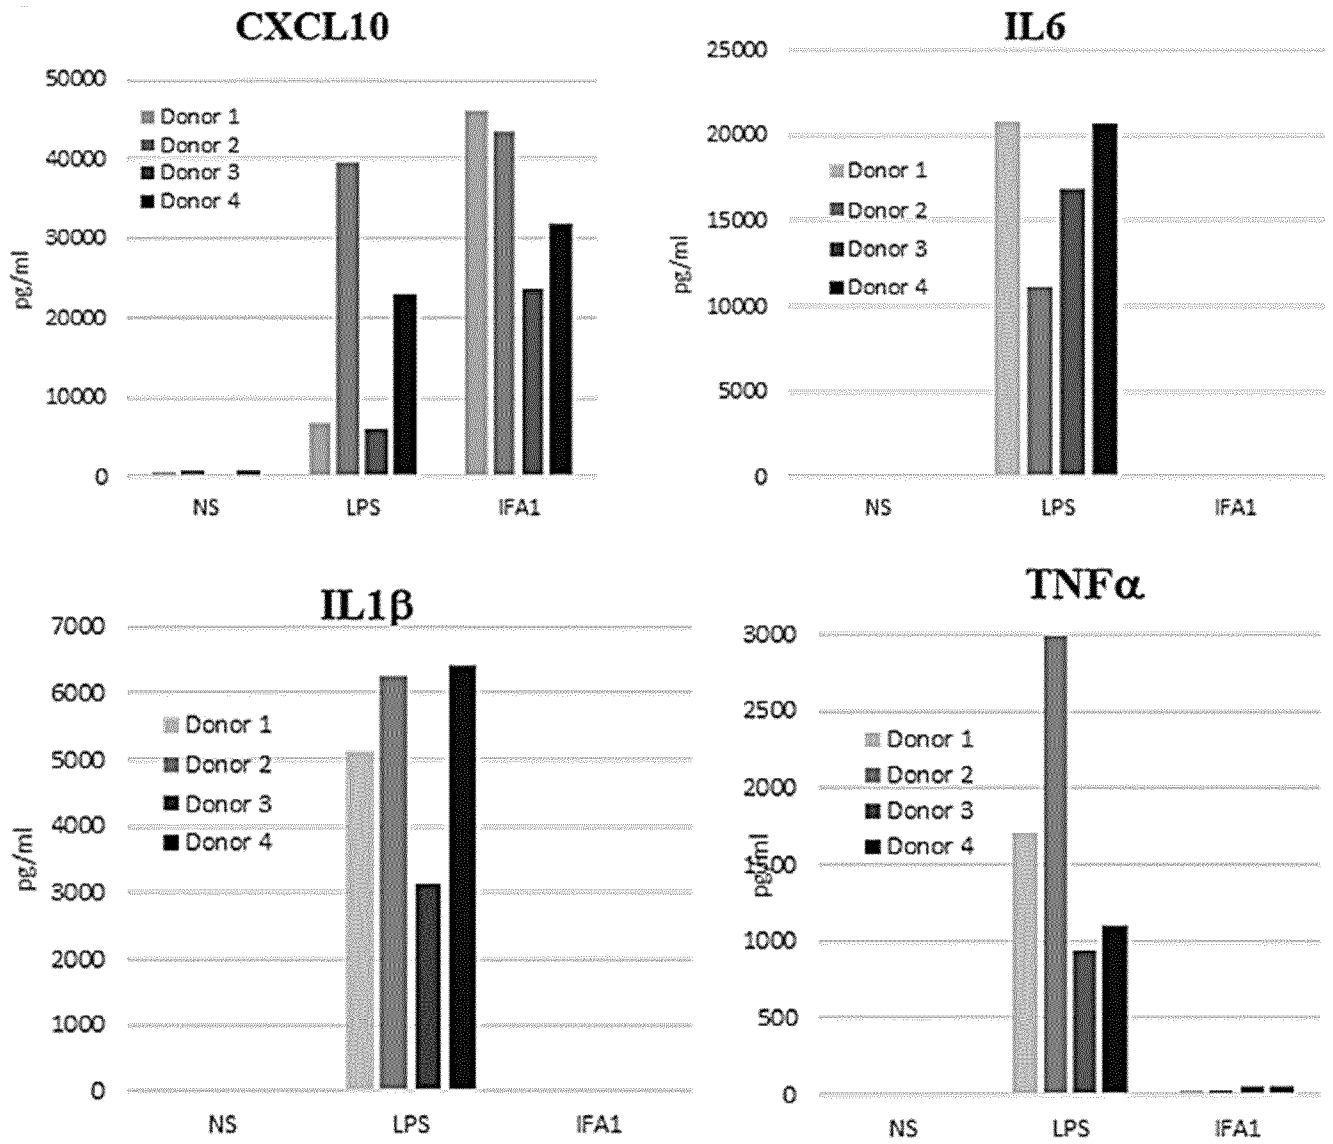 CXCL10
50000
40000
30000
20000
10000
0
pg/ml
Donor 1
Donor 2
Donor 3
Donor 4
NS LPS IFA1
IL6
25000
20000
15000
10000
5000
0
pg/ml
Donor 1
Donor 2
Donor 3
Donor 4
NS LPS IFA1
IL1β
7000
6000
5000
4000
3000
2000
1000
0
pg/ml
Donor 1
Donor 2
Donor 3
Donor 4
NS LPS IFA1
TNFα
3000
2500
2000
1500
1000
500
0
pg/ml
Donor 1
Donor 2
Donor 3
Donor 4
NS LPS IFA1